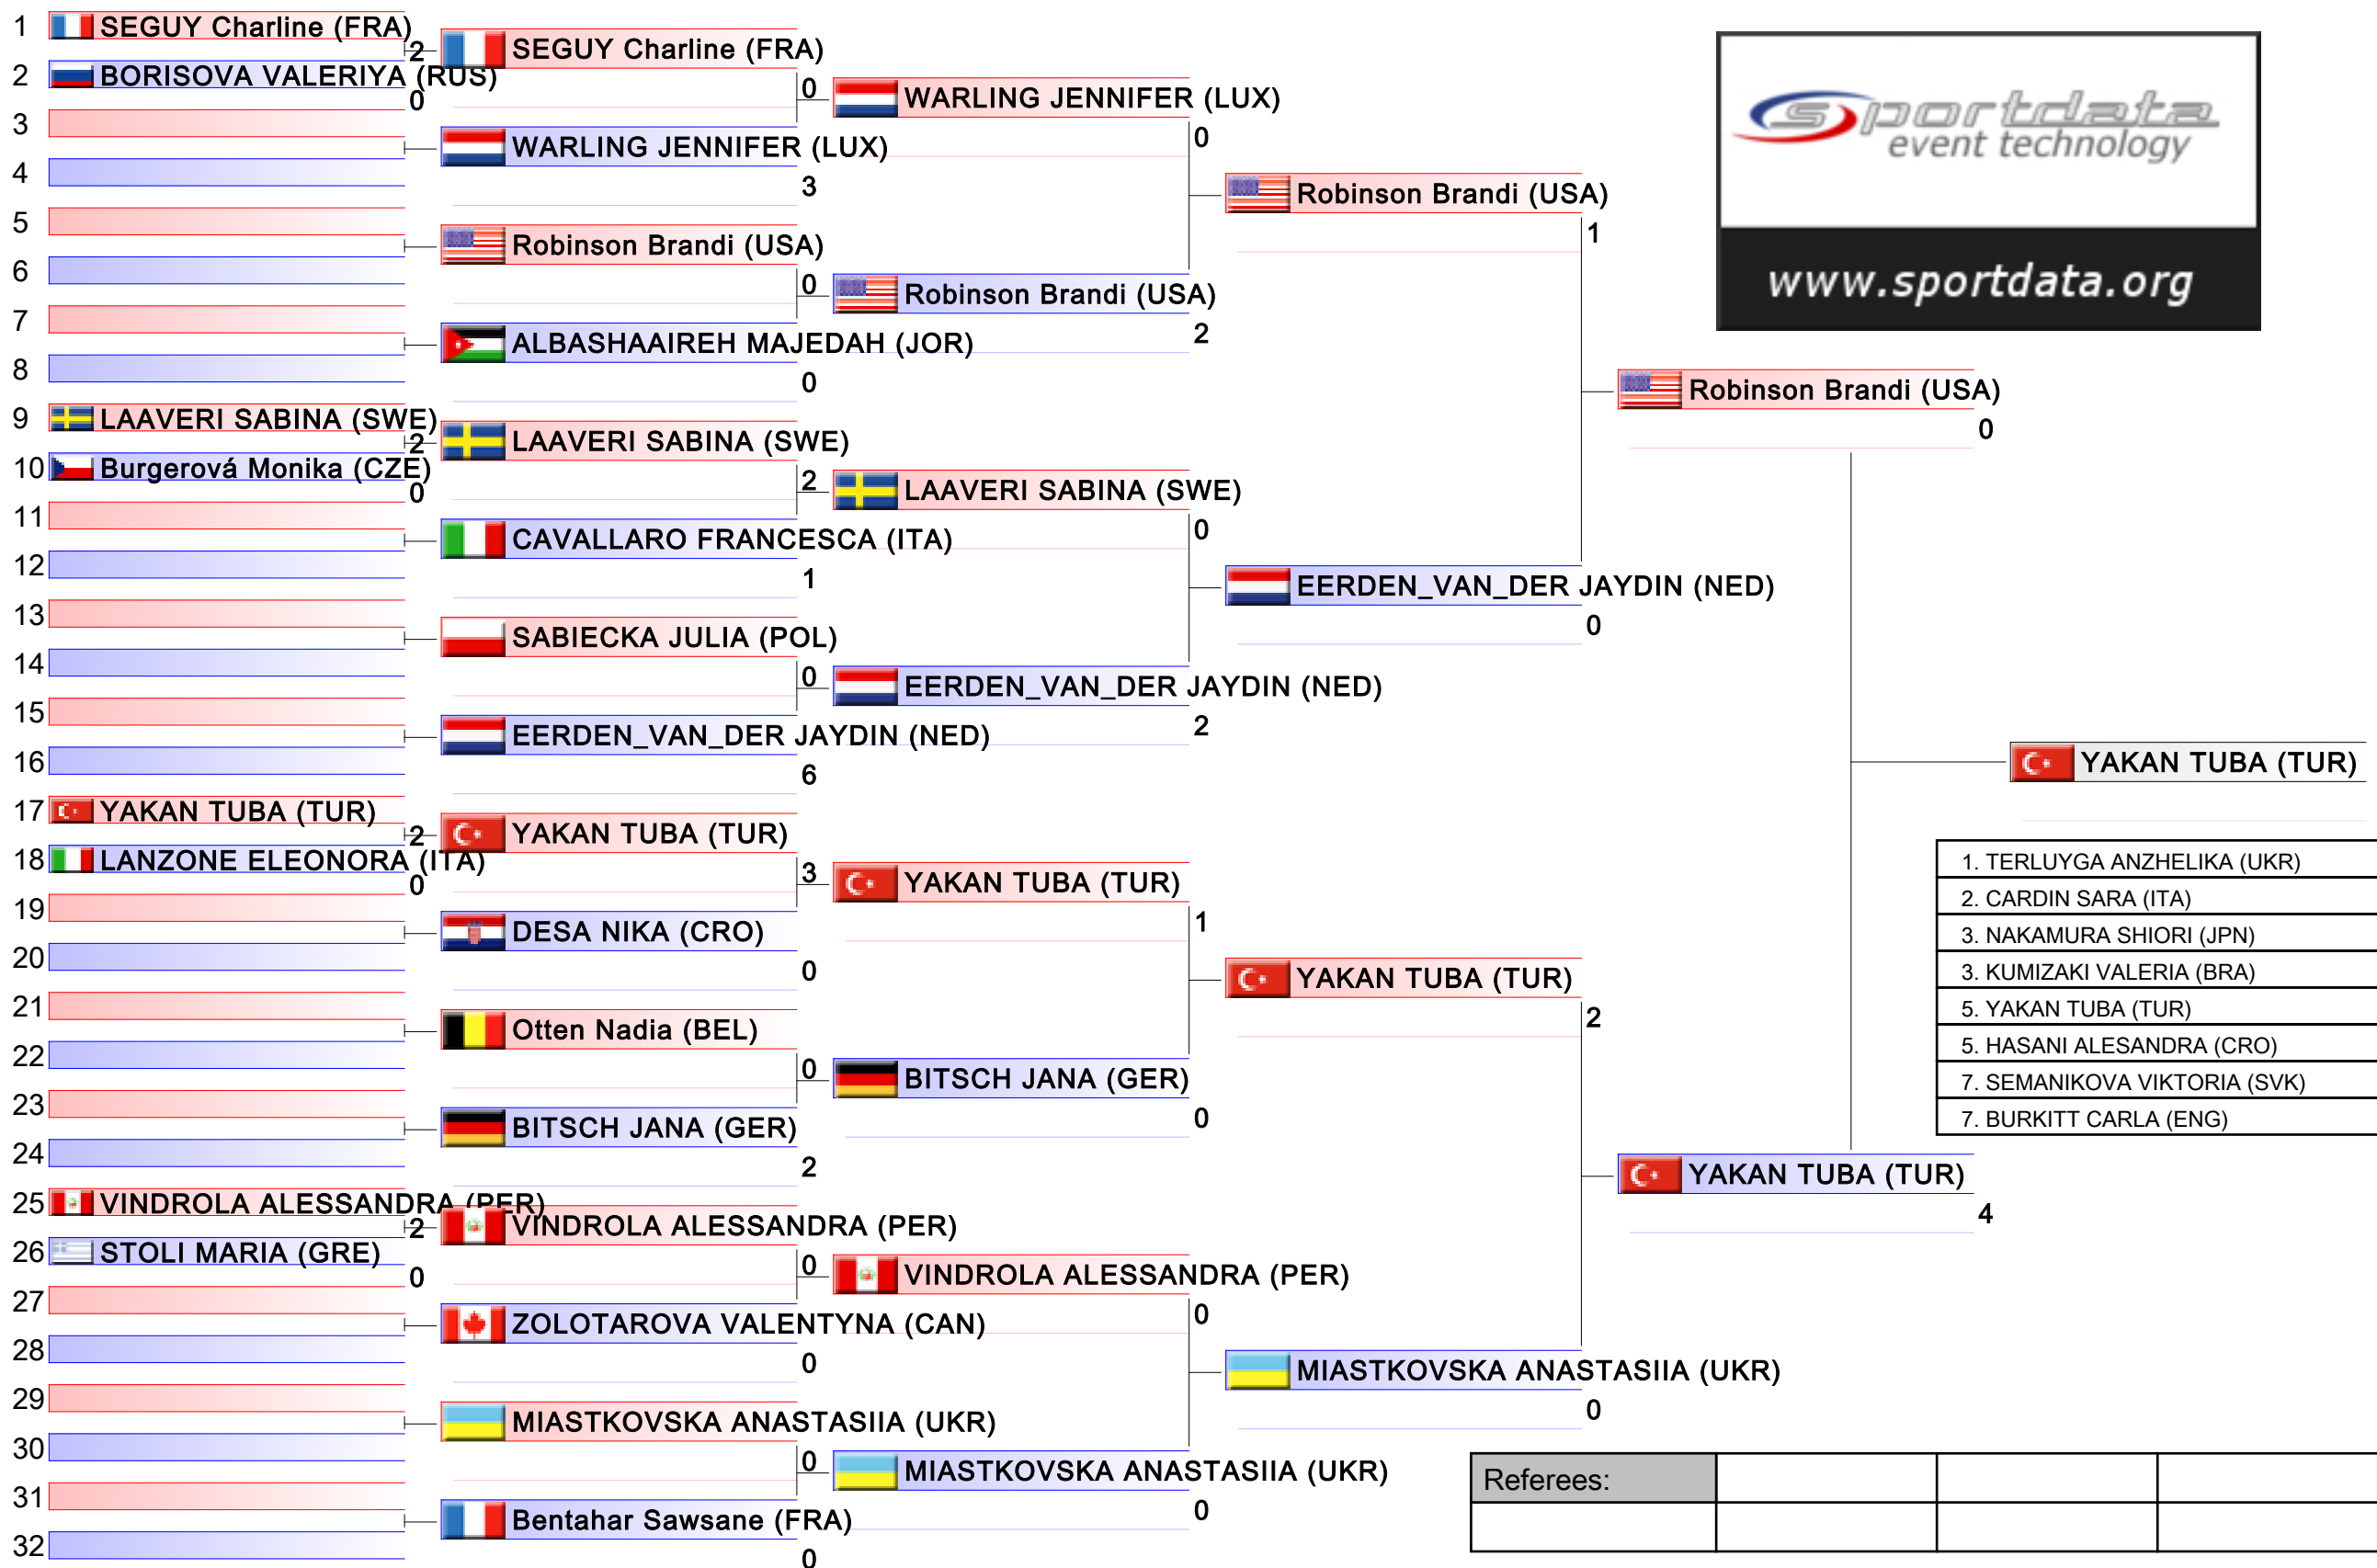 1 SEGUY Charline (FRA)
2
2 BORISOVA VALERIYA (RUS)
0
3
4
5
6
7
8
9 LAAVERI SABINA (SWE)
2
10 Burgerová Monika (CZE)
0
11
12
13
14
15
16
17 YAKAN TUBA (TUR)
2
18 LANZONE ELEONORA (ITA)
0
19
20
21
22
23
24
25 VINDROLA ALESSANDRA (PER)
2
26 STOLI MARIA (GRE)
0
27
28
29
30
31
32
SEGUY Charline (FRA)
0
WARLING JENNIFER (LUX)
3
Robinson Brandi (USA)
0
ALBASHAAIREH MAJEDAH (JOR)
0
LAAVERI SABINA (SWE)
2
CAVALLARO FRANCESCA (ITA)
1
SABIECKA JULIA (POL)
0
EERDEN_VAN_DER JAYDIN (NED)
6
YAKAN TUBA (TUR)
3
DESA NIKA (CRO)
0
Otten Nadia (BEL)
0
BITSCH JANA (GER)
2
VINDROLA ALESSANDRA (PER)
0
ZOLOTAROVA VALENTYNA (CAN)
0
MIASTKOVSKA ANASTASIIA (UKR)
0
Bentahar Sawsane (FRA)
0
WARLING JENNIFER (LUX)
0
Robinson Brandi (USA)
2
LAAVERI SABINA (SWE)
0
EERDEN_VAN_DER JAYDIN (NED)
2
YAKAN TUBA (TUR)
1
BITSCH JANA (GER)
0
VINDROLA ALESSANDRA (PER)
0
MIASTKOVSKA ANASTASIIA (UKR)
0
Robinson Brandi (USA)
1
EERDEN_VAN_DER JAYDIN (NED)
0
YAKAN TUBA (TUR)
2
MIASTKOVSKA ANASTASIIA (UKR)
0
Robinson Brandi (USA)
0
YAKAN TUBA (TUR)
4
YAKAN TUBA (TUR)
sportdata
event technology
www.sportdata.org
1. TERLUYGA ANZHELIKA (UKR)
2. CARDIN SARA (ITA)
3. NAKAMURA SHIORI (JPN)
3. KUMIZAKI VALERIA (BRA)
5. YAKAN TUBA (TUR)
5. HASANI ALESANDRA (CRO)
7. SEMANIKOVA VIKTORIA (SVK)
7. BURKITT CARLA (ENG)
Referees: